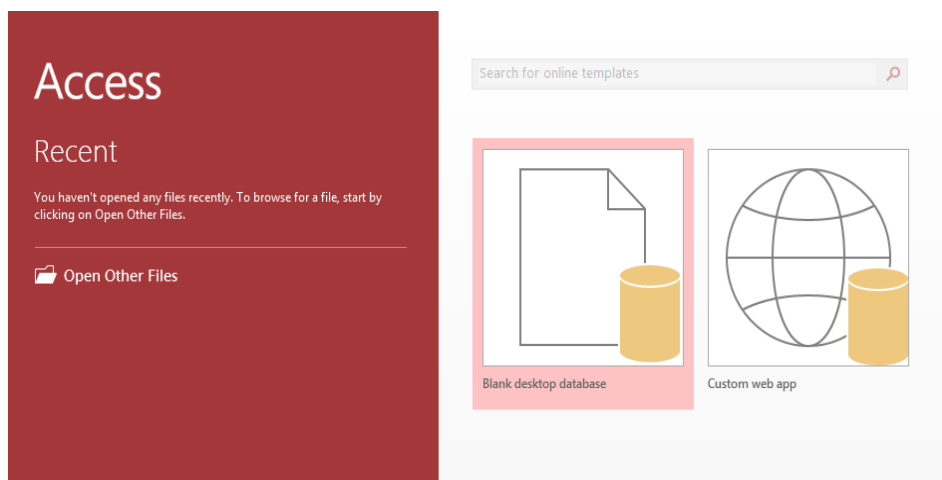 Access
Recent
You haven't opened any files recently. To browse for a file, start by
clicking on Open Other Files.
Open Other Files
Search for online templates
Blank desktop database
Custom web app